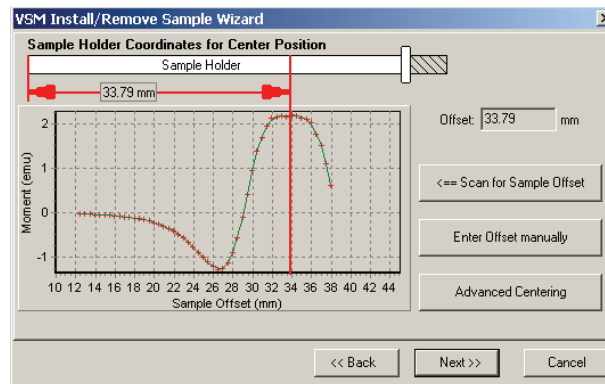 VSM Install/Remove Sample Wizard
Sample Holder Coordinates for Center Position
Sample Holder
33.79 mm
Offset: 33.79 mm
<== Scan for Sample Offset
Enter Offset manually
Advanced Centering
Moment (emu)
2
1
0
-1
10 12 14 16 18 20 22 24 26 28 30 32 34 36 38 40 42 44
Sample Offset (mm)
<< Back
Next >>
Cancel